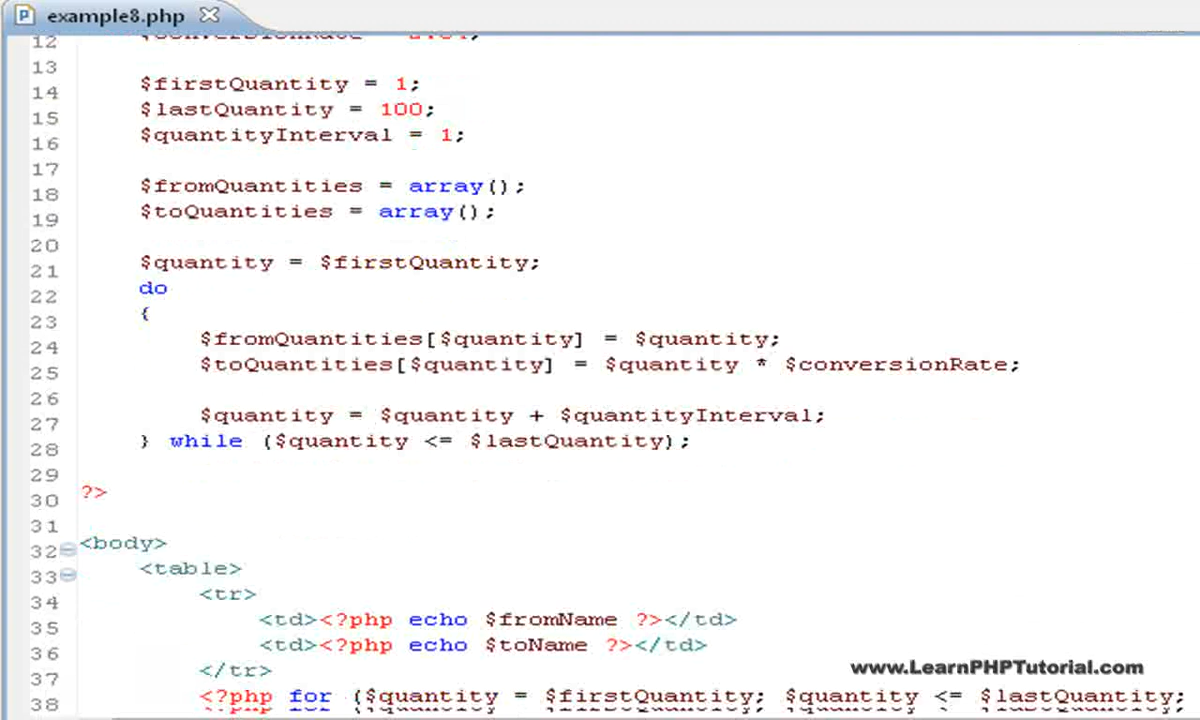 example8.php
12
13
14 $firstQuantity = 1;
15 $lastQuantity = 100;
16 $quantityInterval = 1;
17
18 $fromQuantities = array();
19 $toQuantities = array();
20
21 $quantity = $firstQuantity;
22 do
23 {
24 $fromQuantities[$quantity] = $quantity;
25 $toQuantities[$quantity] = $quantity * $conversionRate;
26
27 $quantity = $quantity + $quantityInterval;
28 } while ($quantity <= $lastQuantity);
29
30 ?>
31
32 <body>
33 <table>
34 <tr>
35 <td><?php echo $fromName ?></td>
36 <td><?php echo $toName ?></td>
37 </tr>
38 <?php for ($quantity = $firstQuantity; $quantity <= $lastQuantity;
www.LearnPHPTutorial.com